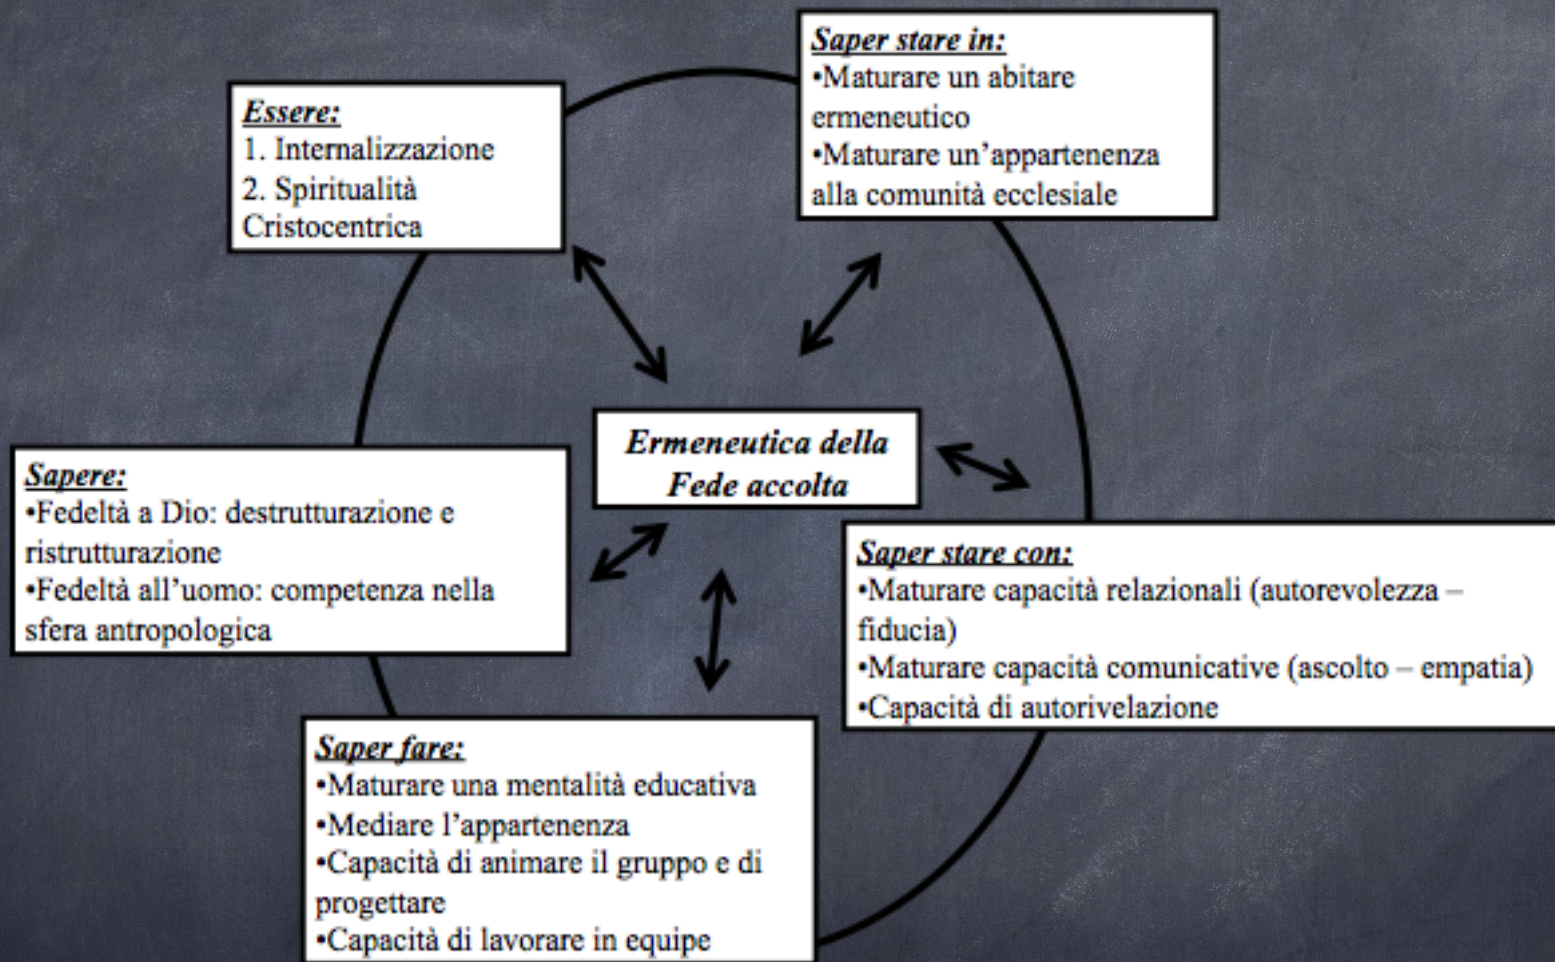 Essere:
1. Internalizzazione
2. Spiritualità
Cristocentrica
Saper stare in:
•Maturare un abitare
ermeneutico
•Maturare un’appartenenza
alla comunità ecclesiale
Ermeneutica della
Fede accolta
Sapere:
•Fedeltà a Dio: destrutturazione e
ristrutturazione
•Fedeltà all’uomo: competenza nella
sfera antropologica
Saper stare con:
•Maturare capacità relazionali (autorevolezza –
fiducia)
•Maturare capacità comunicative (ascolto – empatia)
•Capacità di autorivelazione
Saper fare:
•Maturare una mentalità educativa
•Mediare l’appartenenza
•Capacità di animare il gruppo e di
progettare
•Capacità di lavorare in equipe